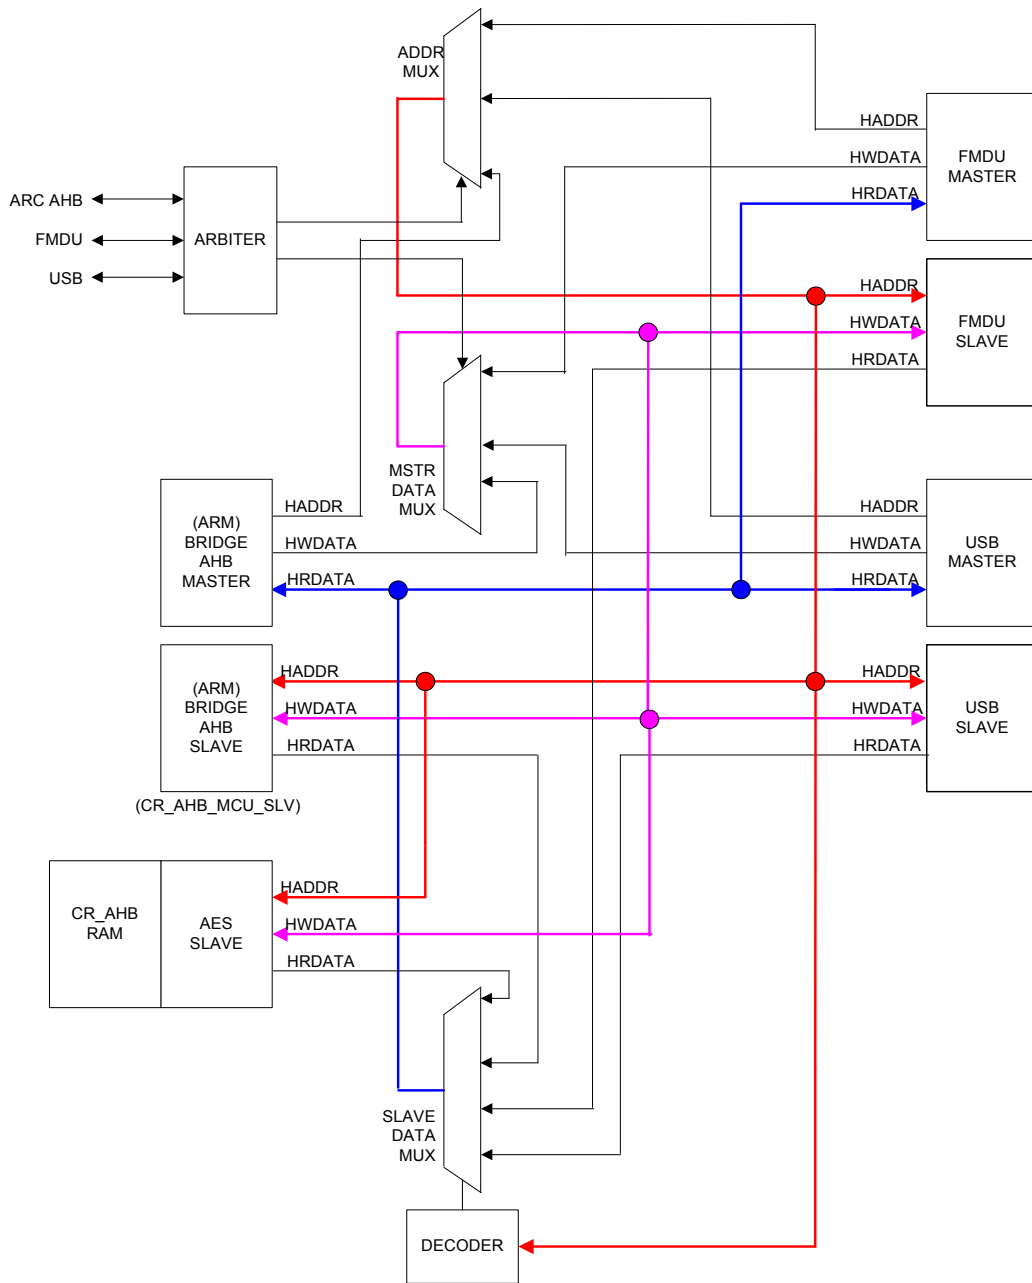 ADDR
MUX
HADDR
HWDATA
HRDATA
FMDU
MASTER
ARC AHB
FMDU
USB
ARBITER
HADDR
HWDATA
HRDATA
FMDU
SLAVE
MSTR
DATA
MUX
(ARM)
BRIDGE
AHB
MASTER
HADDR
HWDATA
HRDATA
HADDR
HWDATA
HRDATA
USB
MASTER
(ARM)
BRIDGE
AHB
SLAVE
HADDR
HWDATA
HRDATA
(CR_AHB_MCU_SLV)
HADDR
HWDATA
HRDATA
USB
SLAVE
CR_AHB
RAM
AES
SLAVE
HADDR
HWDATA
HRDATA
SLAVE
DATA
MUX
DECODER